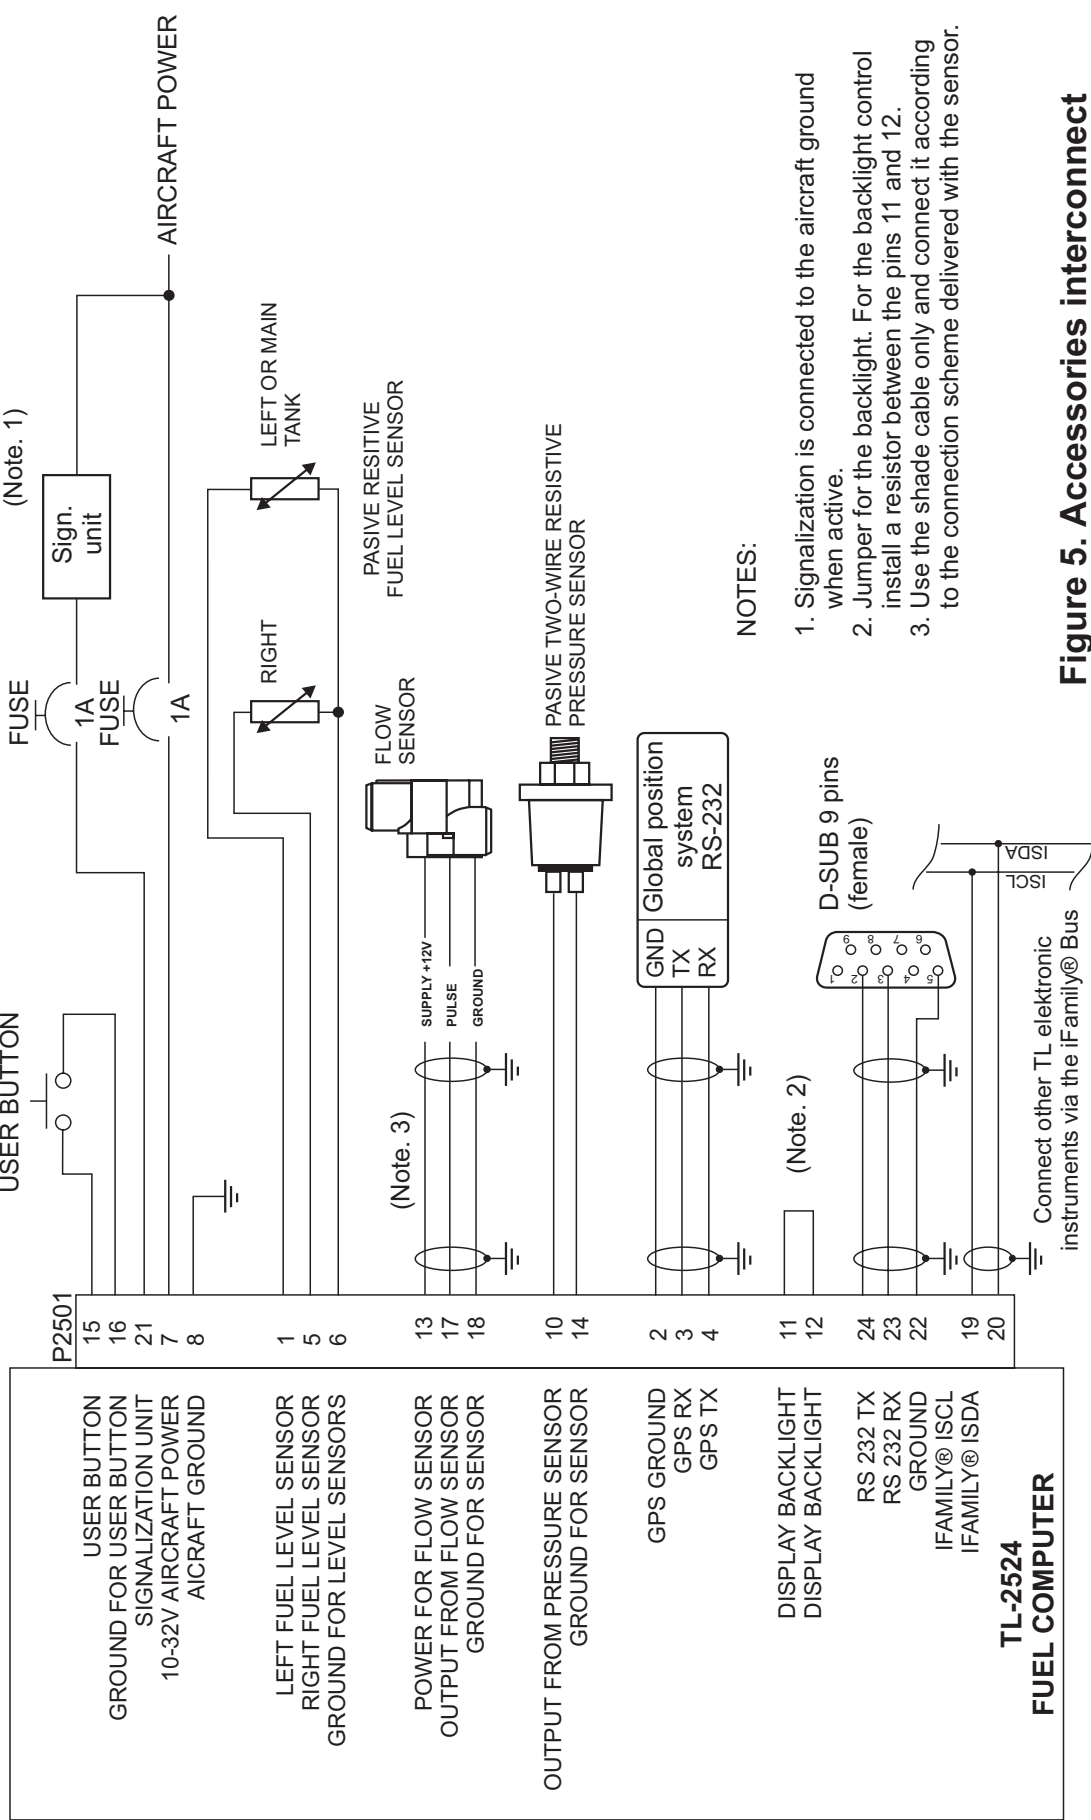 P2501
USER BUTTON 15
GROUND FOR USER BUTTON 16
SIGNALIZATION UNIT 21
10-32V AIRCRAFT POWER 7
AICRAFT GROUND 8
LEFT FUEL LEVEL SENSOR 1
RIGHT FUEL LEVEL SENSOR 5
GROUND FOR LEVEL SENSORS 6
POWER FOR FLOW SENSOR 13
OUTPUT FROM FLOW SENSOR 17
GROUND FOR SENSOR 18
OUTPUT FROM PRESSURE SENSOR 10
GROUND FOR SENSOR 14
GPS GROUND 2
GPS RX 3
GPS TX 4
DISPLAY BACKLIGHT 11
DISPLAY BACKLIGHT 12
RS 232 TX 24
RS 232 RX 23
GROUND 22
IFAMILY® ISCL 19
IFAMILY® ISDA 20
TL-2524
FUEL COMPUTER
USER BUTTON
FUSE
1A
FUSE
1A
(Note. 1)
Sign.
unit
AIRCRAFT POWER
RIGHT
LEFT OR MAIN
TANK
PASIVE RESITIVE
FUEL LEVEL SENSOR
(Note. 3)
SUPPLY +12V
PULSE
GROUND
FLOW
SENSOR
PASIVE TWO-WIRE RESISTIVE
PRESSURE SENSOR
GND
TX
RX
Global position
system
RS-232
(Note. 2)
D-SUB 9 pins
(female)
1
2
3
4
5
6
7
8
9
ISCL
ISDA
Connect other TL elektronic
instruments via the iFamily® Bus
NOTES:
1. Signalization is connected to the aircraft ground
when active.
2. Jumper for the backlight. For the backlight control
install a resistor between the pins 11 and 12.
3. Use the shade cable only and connect it according
to the connection scheme delivered with the sensor.
Figure 5. Accessories interconnect